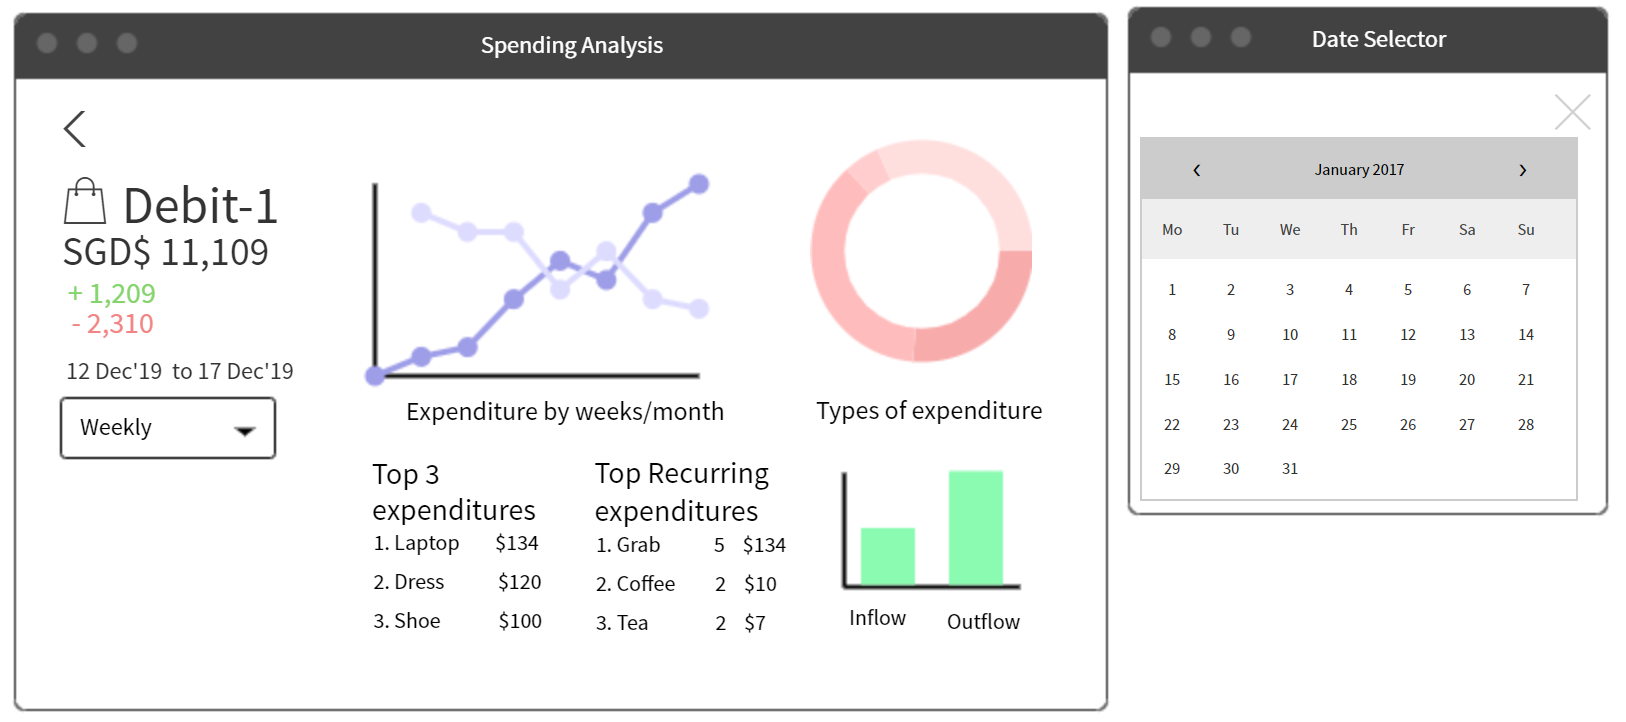 Spending Analysis
Debit-1
SGD$ 11,109
+ 1,209
- 2,310
12 Dec'19 to 17 Dec'19
Weekly
Expenditure by weeks/month
Types of expenditure
Top 3
expenditures
1. Laptop $134
2. Dress $120
3. Shoe $100
Top Recurring
expenditures
1. Grab 5 $134
2. Coffee 2 $10
3. Tea 2 $7
Inflow Outflow
Date Selector
January 2017
Mo Tu We Th Fr Sa Su
1 2 3 4 5 6 7
8 9 10 11 12 13 14
15 16 17 18 19 20 21
22 23 24 25 26 27 28
29 30 31